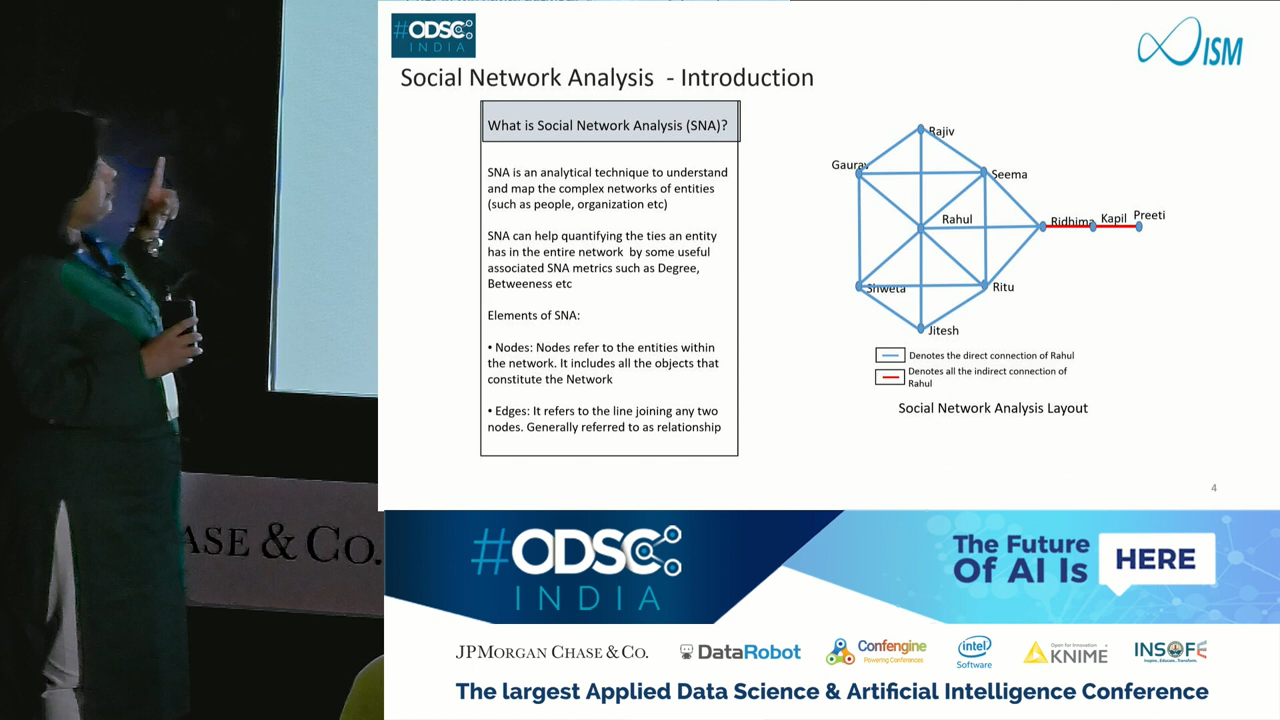 #ODSC
INDIA
ISM
Social Network Analysis - Introduction
What is Social Network Analysis (SNA)?
SNA is an analytical technique to understand
and map the complex networks of entities
(such as people, organization etc)
SNA can help quantifying the ties an entity
has in the entire network by some useful
associated SNA metrics such as Degree,
Betweeness etc
Elements of SNA:
• Nodes: Nodes refer to the entities within
the network. It includes all the objects that
constitute the Network
• Edges: It refers to the line joining any two
nodes. Generally referred to as relationship
Rajiv
Gaurav
Seema
Rahul
Ridhima
Kapil
Preeti
Shweta
Ritu
Jitesh
Denotes the direct connection of Rahul
Denotes all the indirect connection of
Rahul
Social Network Analysis Layout
4
ASE & CO.
#ODSC
INDIA
The Future
Of AI Is
HERE
JPMORGAN CHASE & CO.
DataRobot
Confengine
Powering Conferences
intel
Software
Open for Innovation
KNIME
INSOFE
Inspire...Educate...Transform.
The largest Applied Data Science & Artificial Intelligence Conference